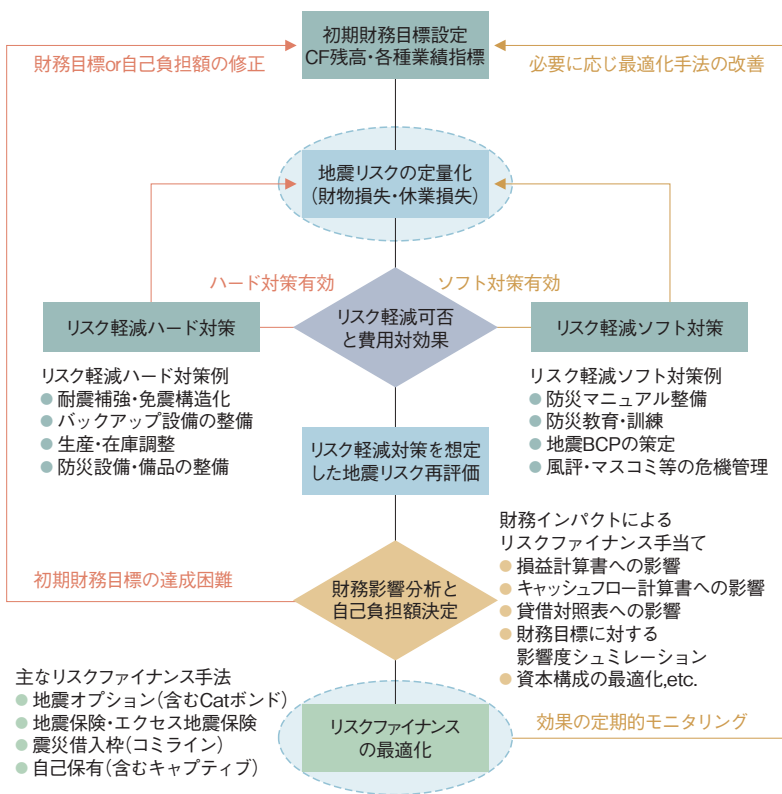 初期財務目標設定
CF残高・各種業績指標
財務目標or自己負担額の修正
必要に応じ最適化手法の改善
地震リスクの定量化
（財物損失・休業損失）
ハード対策有効
ソフト対策有効
リスク軽減ハード対策
リスク軽減可否
と費用対効果
リスク軽減ソフト対策
リスク軽減ハード対策例
● 耐震補強・免震構造化
● バックアップ設備の整備
● 生産・在庫調整
● 防災設備・備品の整備
リスク軽減ソフト対策例
● 防災マニュアル整備
● 防災教育・訓練
● 地震BCPの策定
● 風評・マスコミ等の危機管理
リスク軽減対策を想定
した地震リスク再評価
財務インパクトによる
リスクファイナンス手当て
● 損益計算書への影響
● キャッシュフロー計算書への影響
● 貸借対照表への影響
● 財務目標に対する
影響度シュミレーション
● 資本構成の最適化,etc.
初期財務目標の達成困難
財務影響分析と
自己負担額決定
主なリスクファイナンス手法
● 地震オプション（含むCatボンド）
● 地震保険・エクセス地震保険
● 震災借入枠（コミライン）
● 自己保有（含むキャプティブ）
リスクファイナンス
の最適化
効果の定期的モニタリング